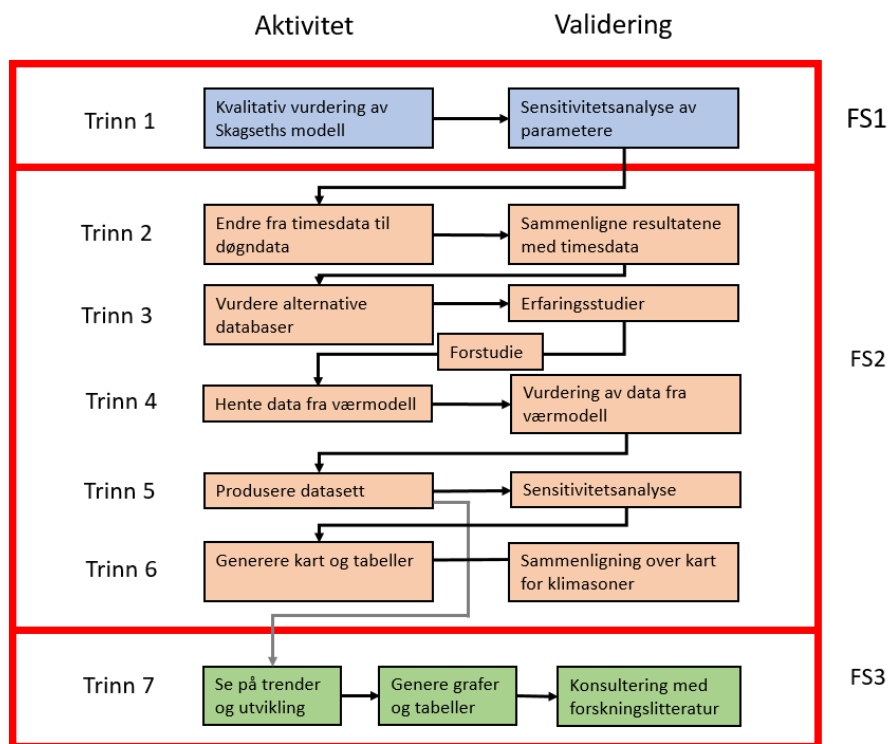 Aktivitet
Validering
Trinn 1
Kvalitativ vurdering av
Skagseths modell
Sensitivitetsanalyse av
parametere
FS1
Trinn 2
Endre fra timesdata til
døgndata
Sammenligne resultatene
med timesdata
Trinn 3
Vurdere alternative
databaser
Erfaringsstudier
Forstudie
FS2
Trinn 4
Hente data fra værmodell
Vurdering av data fra
værmodell
Trinn 5
Produsere datasett
Sensitivitetsanalyse
Trinn 6
Generere kart og tabeller
Sammenligning over kart
for klimasoner
Trinn 7
Se på trender
og utvikling
Genere grafer
og tabeller
Konsultering med
forskningslitteratur
FS3